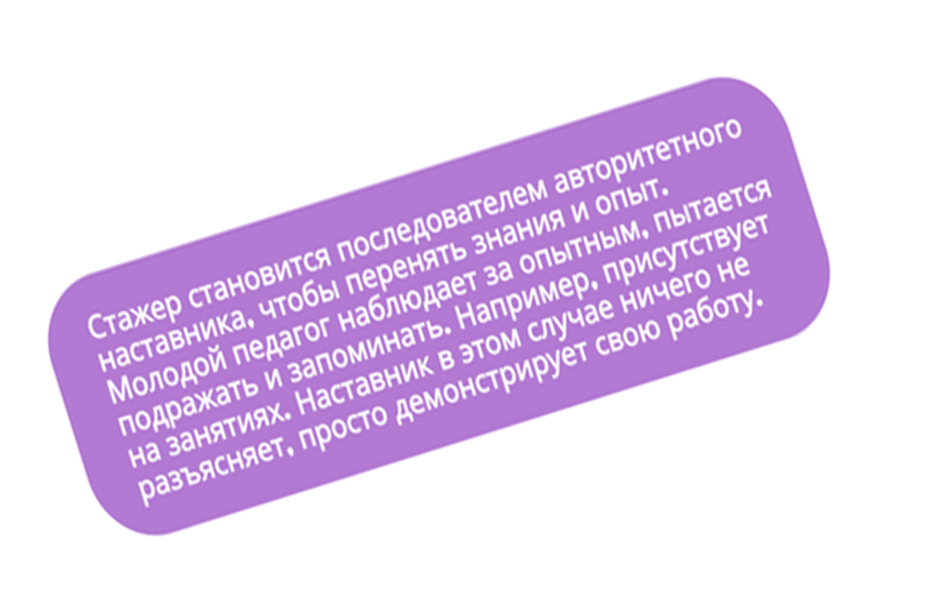 Стажер становится последователем авторитетного
наставника, чтобы перенять знания и опыт.
Молодой педагог наблюдает за опытным, пытается
подражать и запоминать. Например, присутствует
на занятиях. Наставник в этом случае ничего не
разъясняет, просто демонстрирует свою работу.